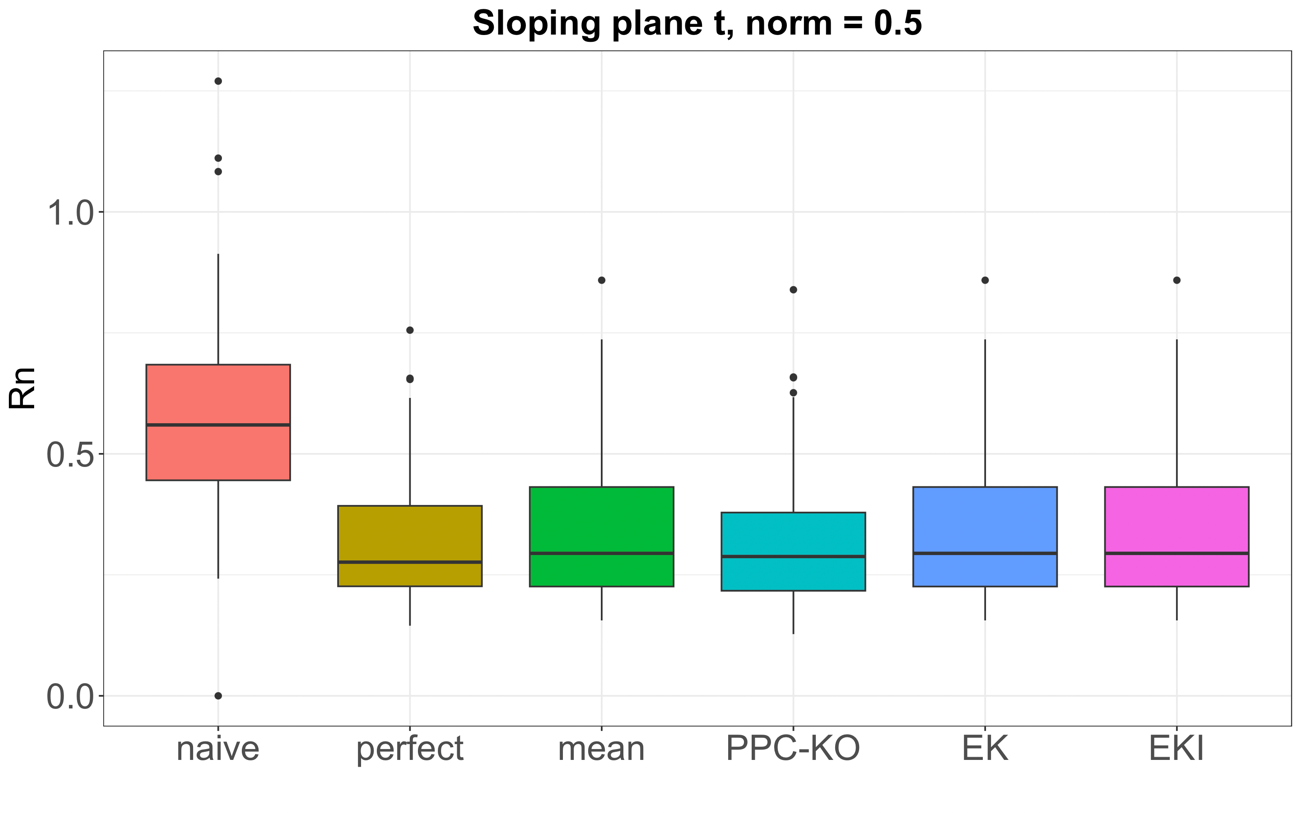 Sloping plane t, norm = 0.5
Rn
1.0
0.5
0.0
naive perfect mean PPC-KO EK EKI